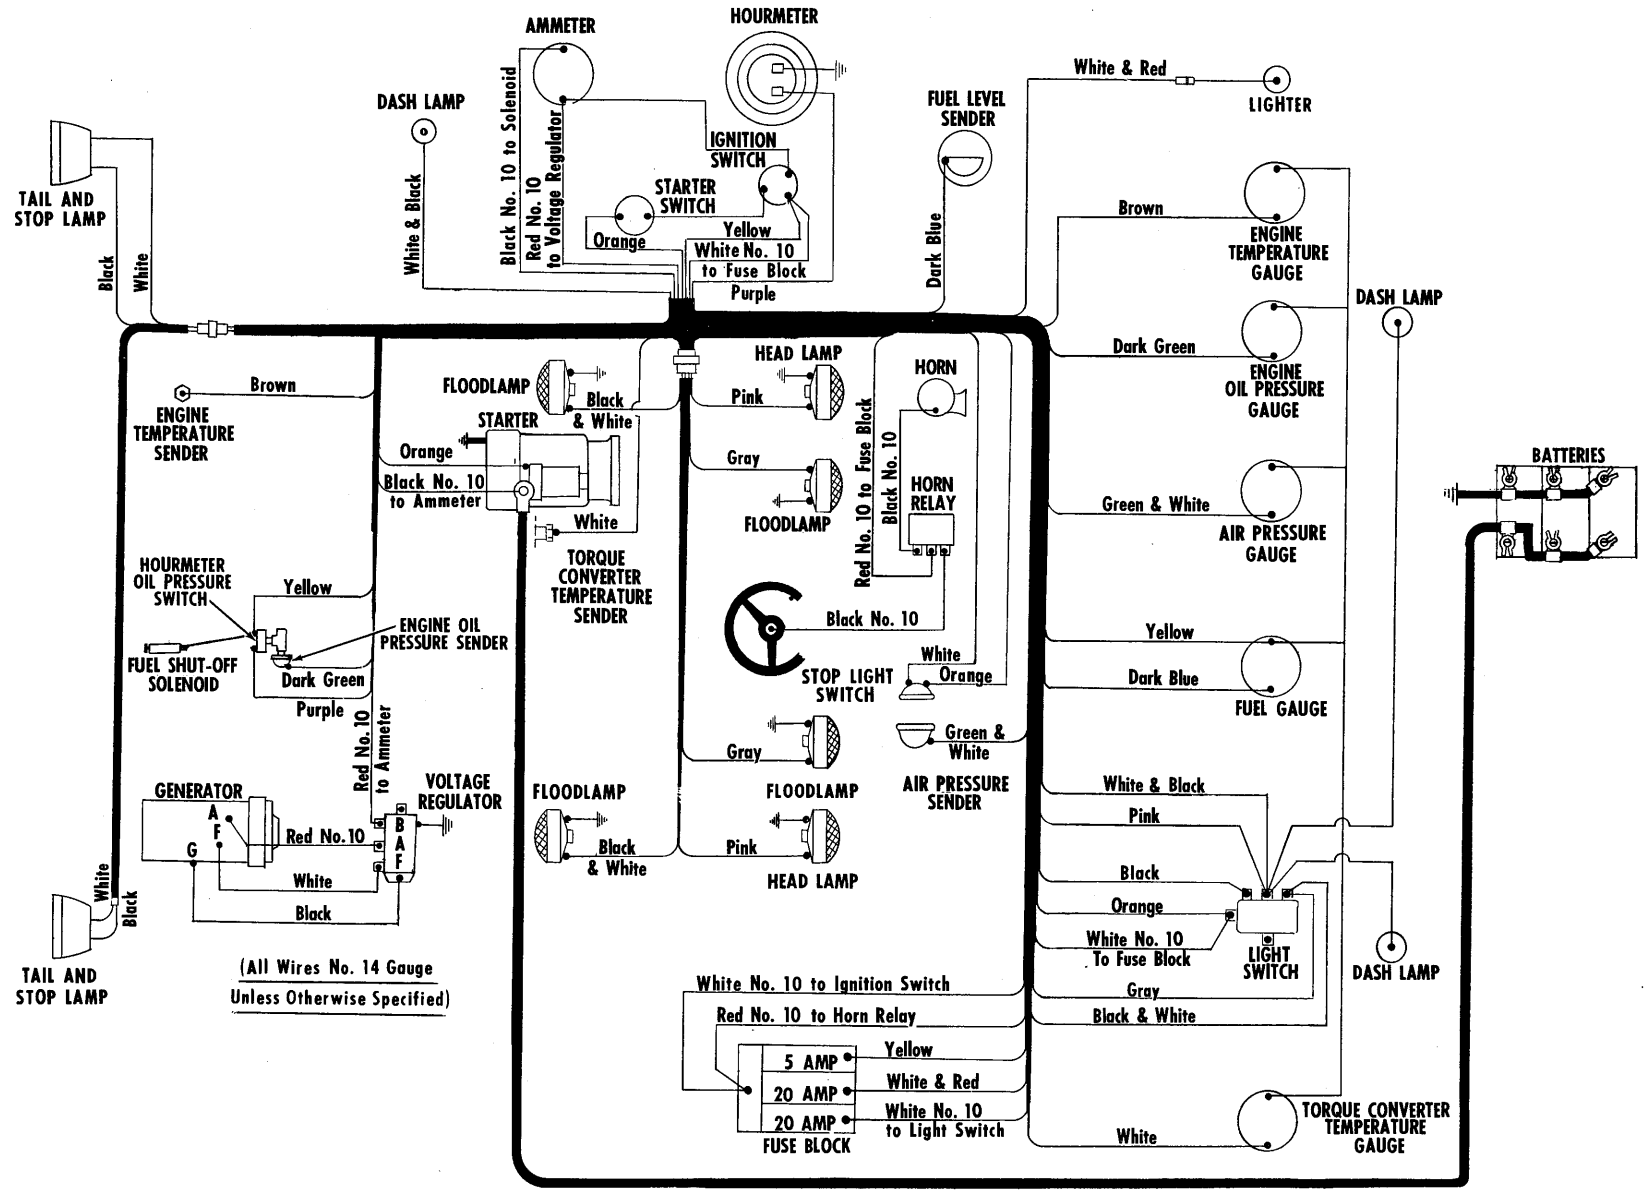 AMMETER
HOURMETER
DASH LAMP
Black No. 10 to Solenoid
Red No. 10
to Voltage Regulator
IGNITION
SWITCH
STARTER
SWITCH
Orange
Yellow
White No. 10
to Fuse Block
Purple
White & Black
FUEL LEVEL
SENDER
Dark Blue
White & Red
LIGHTER
TAIL AND
STOP LAMP
Black
White
Brown
ENGINE
TEMPERATURE
GAUGE
DASH LAMP
Dark Green
ENGINE
OIL PRESSURE
GAUGE
Brown
ENGINE
TEMPERATURE
SENDER
FLOODLAMP
Black
& White
STARTER
Orange
Black No. 10
to Ammeter
White
TORQUE
CONVERTER
TEMPERATURE
SENDER
HEAD LAMP
Pink
Gray
FLOODLAMP
HORN
Red No. 10 to Fuse Block
Black No. 10
HORN
RELAY
Black No. 10
Green & White
AIR PRESSURE
GAUGE
BATTERIES
HOURMETER
OIL PRESSURE
SWITCH
Yellow
ENGINE OIL
PRESSURE SENDER
FUEL SHUT-OFF
SOLENOID
Dark Green
Purple
Red No. 10
to Ammeter
White
Orange
STOP LIGHT
SWITCH
Green &
White
AIR PRESSURE
SENDER
Yellow
Dark Blue
FUEL GAUGE
GENERATOR
A
F
G
Red No.10
White
Black
VOLTAGE
REGULATOR
B
A
F
FLOODLAMP
Black
& White
Gray
FLOODLAMP
Pink
HEAD LAMP
White & Black
Pink
Black
Orange
White No. 10
To Fuse Block
LIGHT
SWITCH
Gray
Black & White
DASH LAMP
White
Black
TAIL AND
STOP LAMP
(All Wires No. 14 Gauge
Unless Otherwise Specified)
White No. 10 to Ignition Switch
Red No. 10 to Horn Relay
5 AMP
Yellow
20 AMP
White & Red
20 AMP
White No. 10
to Light Switch
FUSE BLOCK
White
TORQUE CONVERTER
TEMPERATURE
GAUGE